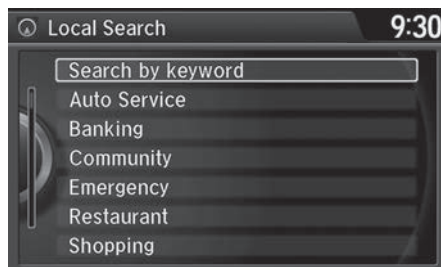 Local Search
9:30
Search by keyword
Auto Service
Banking
Community
Emergency
Restaurant
Shopping